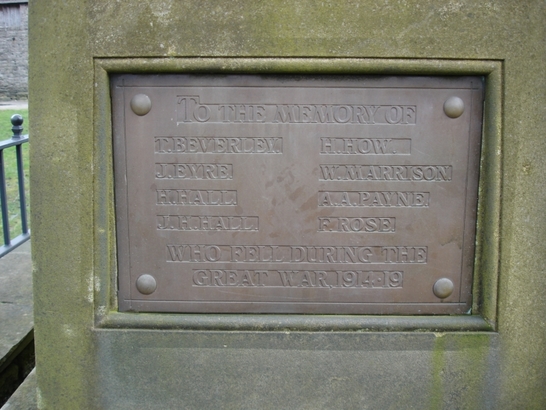 TO THE MEMORY OF
T. BEVERLEY. H. HOW.
J. EYRE. W. MARRISON.
H. HALL. A. A. PAYNE.
J. H. HALL. F. ROSE.
WHO FELL DURING THE
GREAT WAR, 1914-19